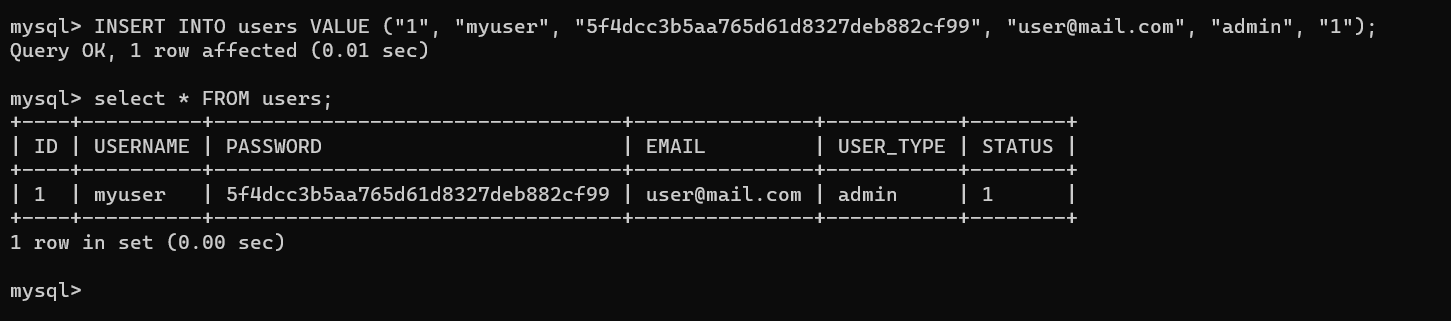 mysql> INSERT INTO users VALUE ("1", "myuser", "5f4dcc3b5aa765d61d8327deb882cf99", "user@mail.com", "admin", "1");
Query OK, 1 row affected (0.01 sec)
mysql> select * FROM users;
+----+----------+----------------------------------+---------------+-----------+--------+
| ID | USERNAME | PASSWORD                         | EMAIL         | USER_TYPE | STATUS |
+----+----------+----------------------------------+---------------+-----------+--------+
| 1  | myuser   | 5f4dcc3b5aa765d61d8327deb882cf99 | user@mail.com | admin     | 1      |
+----+----------+----------------------------------+---------------+-----------+--------+
1 row in set (0.00 sec)
mysql>